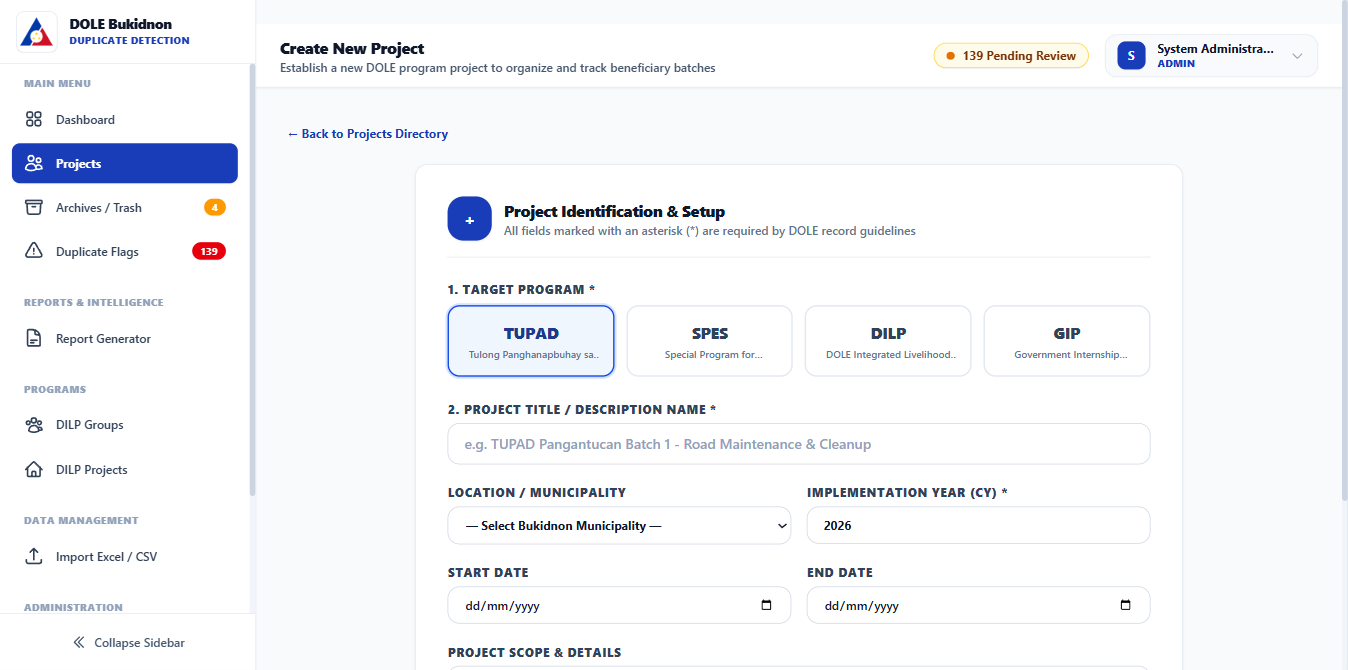 DOLE Bukidnon
DUPLICATE DETECTION
MAIN MENU
Dashboard
Projects
Archives / Trash
4
Duplicate Flags
139
REPORTS & INTELLIGENCE
Report Generator
PROGRAMS
DILP Groups
DILP Projects
DATA MANAGEMENT
Import Excel / CSV
ADMINISTRATION
Collapse Sidebar
Create New Project
Establish a new DOLE program project to organize and track beneficiary batches
139 Pending Review
S
System Administra...
ADMIN
← Back to Projects Directory
+
Project Identification & Setup
All fields marked with an asterisk (*) are required by DOLE record guidelines
1. TARGET PROGRAM *
TUPAD
Tulong Panghanapbuhay sa..
SPES
Special Program for...
DILP
DOLE Integrated Livelihood..
GIP
Government Internship...
2. PROJECT TITLE / DESCRIPTION NAME *
e.g. TUPAD Pangantucan Batch 1 - Road Maintenance & Cleanup
LOCATION / MUNICIPALITY
— Select Bukidnon Municipality —
IMPLEMENTATION YEAR (CY) *
2026
START DATE
dd/mm/yyyy
END DATE
dd/mm/yyyy
PROJECT SCOPE & DETAILS